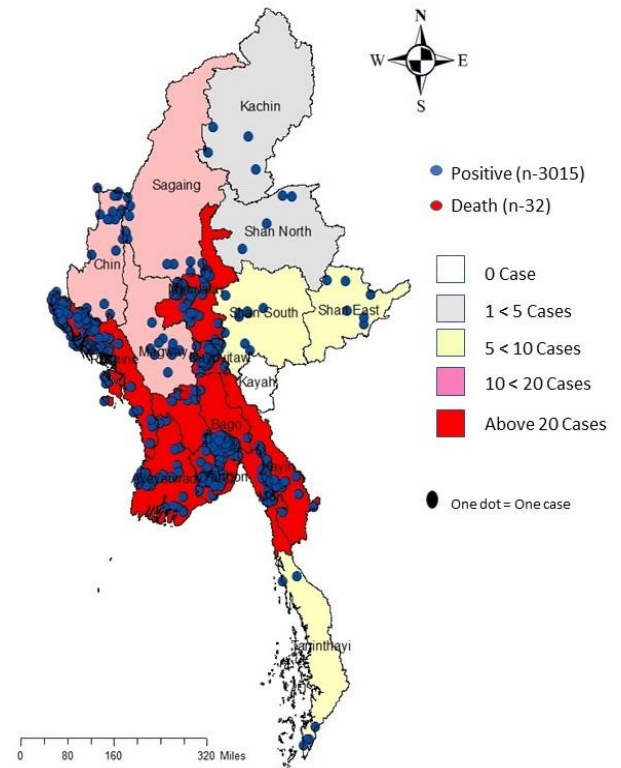 N
W E
S
Kachin
Positive (n-3015)
Death (n-32)
Sagaing
Shan North
Chin
0 Case
1 < 5 Cases
Shan South
Shan East
5 < 10 Cases
Magway
Kayah
10 < 20 Cases
Above 20 Cases
Bago
One dot = One case
Taninthayi
0 80 160 320 Miles